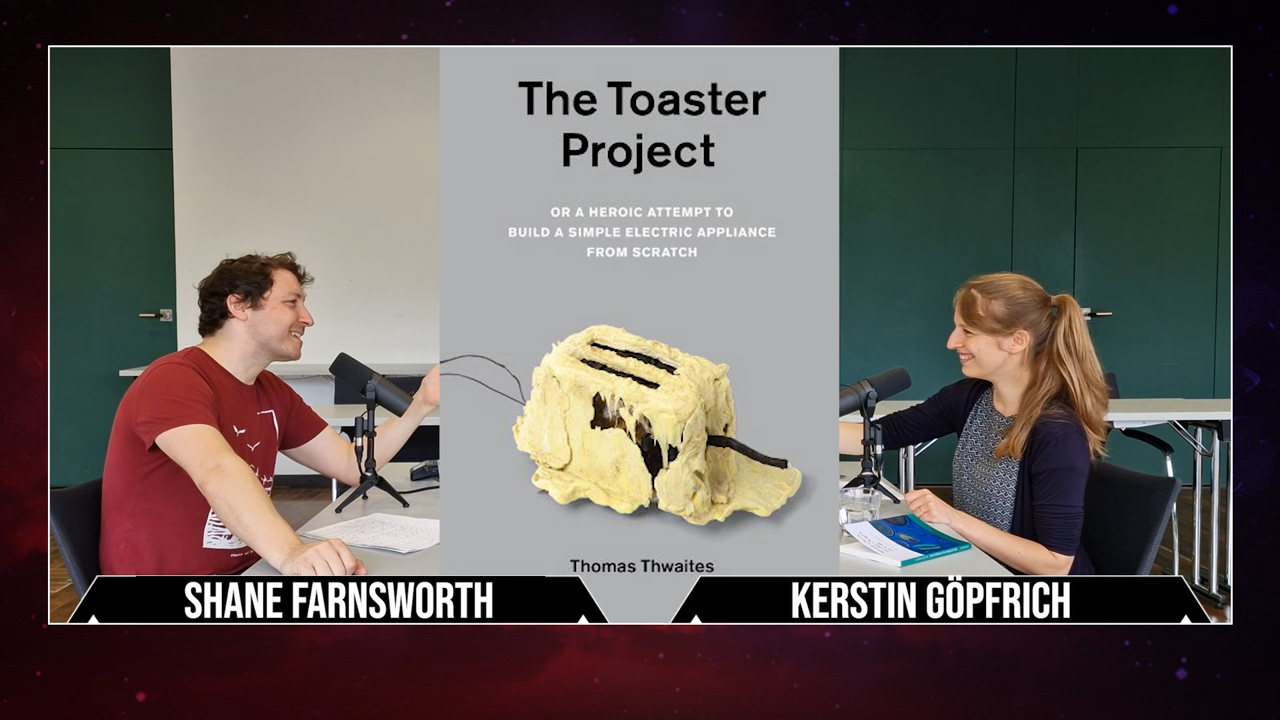 The Toaster
Project
OR A HEROIC ATTEMPT TO
BUILD A SIMPLE ELECTRIC APPLIANCE
FROM SCRATCH
Thomas Thwaites
SHANE FARNSWORTH
KERSTIN GÖPFRICH